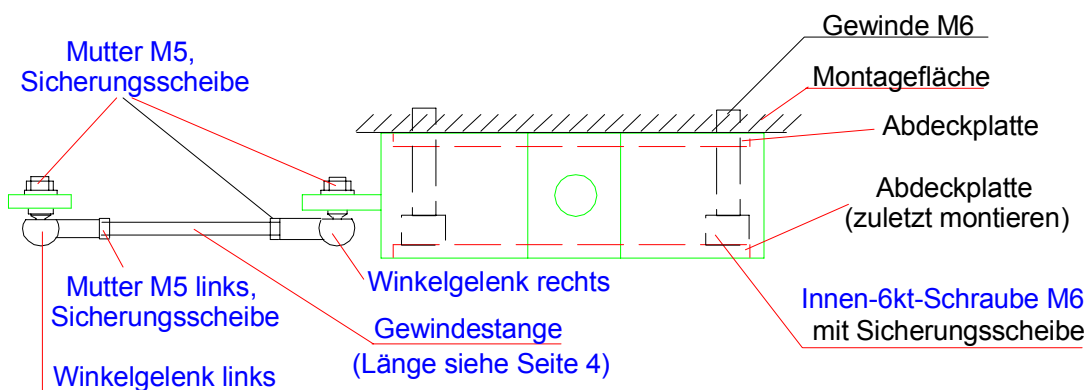 Gewinde M6
Mutter M5,
Sicherungsscheibe
Montagefläche
Abdeckplatte
Abdeckplatte
(zuletzt montieren)
Mutter M5 links,
Sicherungsscheibe
Winkelgelenk rechts
Innen-6kt-Schraube M6
mit Sicherungsscheibe
Gewindestange
(Länge siehe Seite 4)
Winkelgelenk links